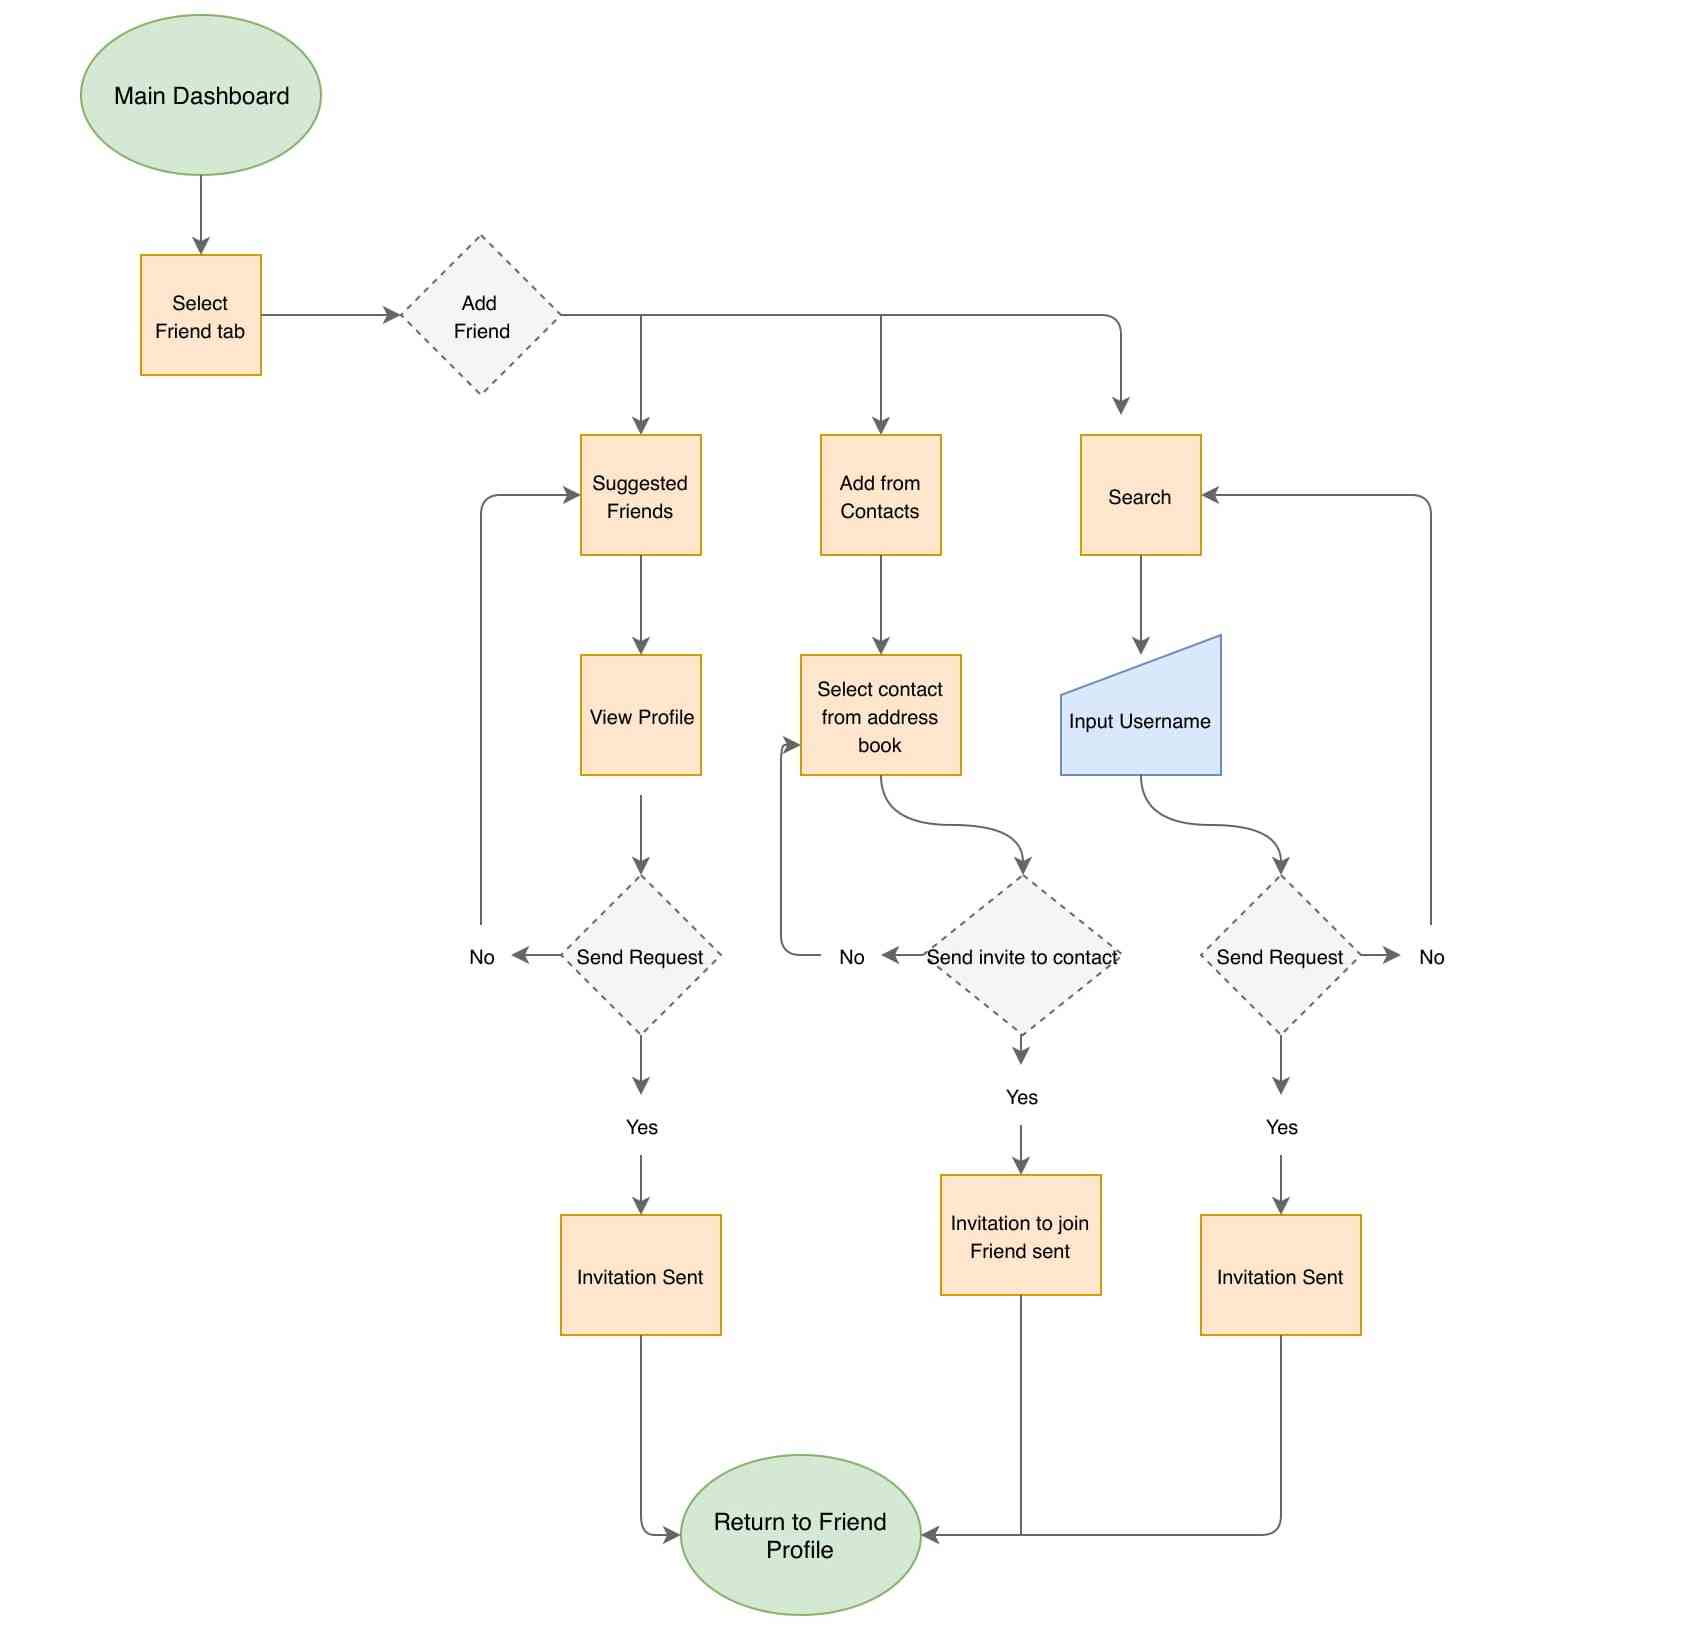 Main Dashboard
Select
Friend tab
Add
Friend
Suggested
Friends
Add from
Contacts
Search
View Profile
Select contact
from address
book
Input Username
No
Send Request
No
Send invite to contact
Send Request
No
Yes
Yes
Yes
Invitation Sent
Invitation to join
Friend sent
Invitation Sent
Return to Friend
Profile